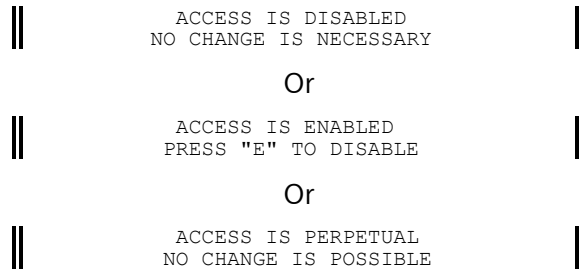 ACCESS IS DISABLED
NO CHANGE IS NECESSARY
Or
ACCESS IS ENABLED
PRESS "E" TO DISABLE
Or
ACCESS IS PERPETUAL
NO CHANGE IS POSSIBLE